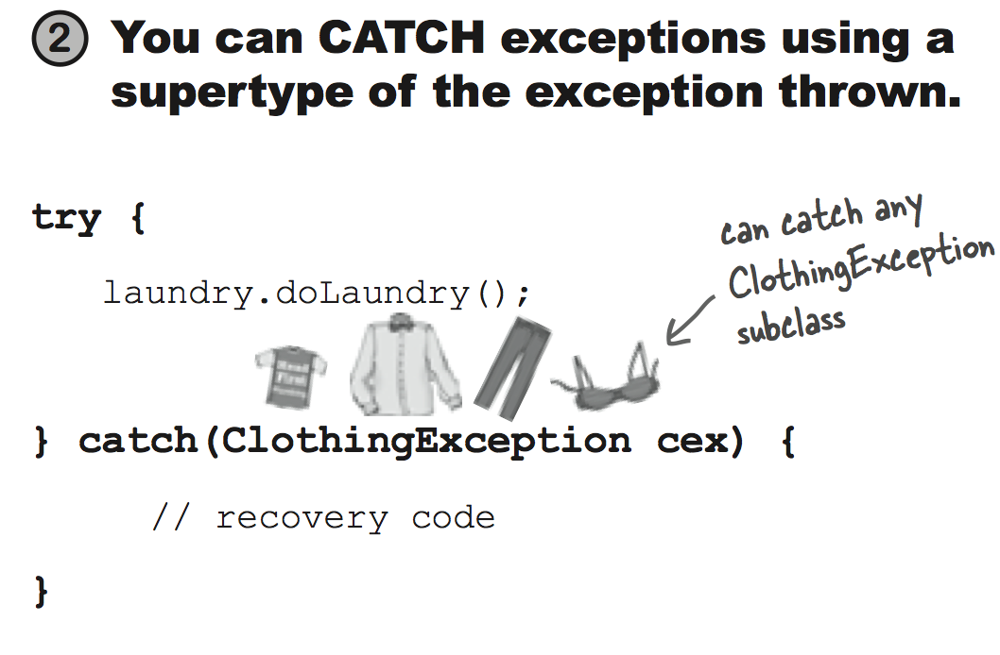 2 You can CATCH exceptions using a
supertype of the exception thrown.
try {
laundry.doLaundry();
can catch any
ClothingException
subclass
} catch(ClothingException cex) {
// recovery code
}